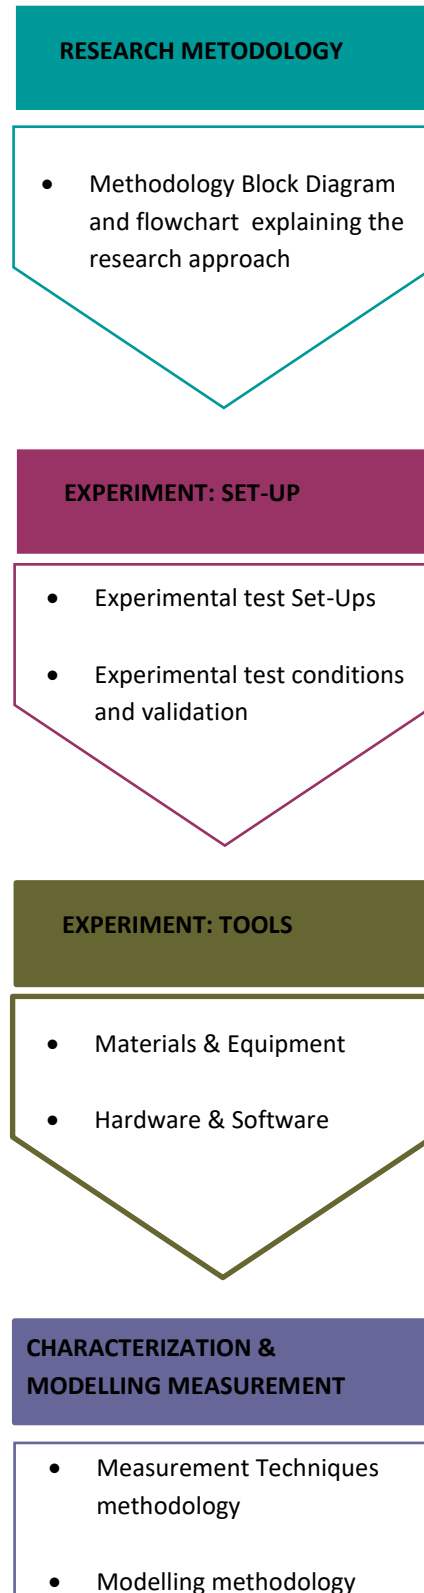 RESEARCH METODOLOGY
• Methodology Block Diagram
and flowchart explaining the
research approach
EXPERIMENT: SET-UP
• Experimental test Set-Ups
• Experimental test conditions
and validation
EXPERIMENT: TOOLS
• Materials & Equipment
• Hardware & Software
CHARACTERIZATION &
MODELLING MEASUREMENT
• Measurement Techniques
methodology
• Modelling methodology